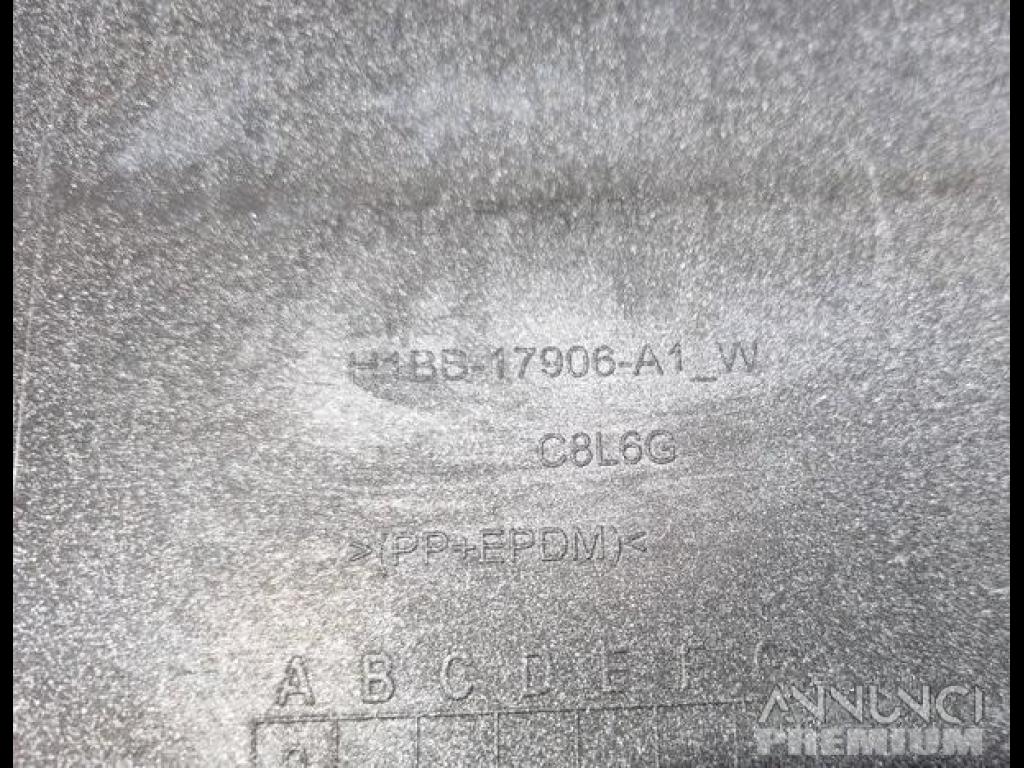 H1BB-17906-A1_W
C8L6G
>(PP+EPDM)<
A B C D E F G
ANNUNCI
PREMIUM